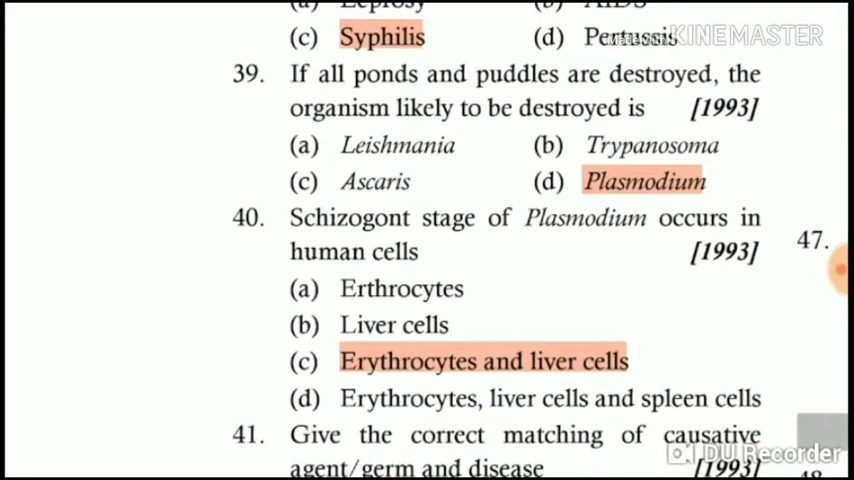 (a) Leprosy (b) AIDS
(c) Syphilis (d) Pertussis
KINEMASTER
39. If all ponds and puddles are destroyed, the
organism likely to be destroyed is [1993]
(a) Leishmania (b) Trypanosoma
(c) Ascaris (d) Plasmodium
40. Schizogont stage of Plasmodium occurs in
human cells [1993]
47.
(a) Erthrocytes
(b) Liver cells
(c) Erythrocytes and liver cells
(d) Erythrocytes, liver cells and spleen cells
41. Give the correct matching of causative
agent/germ and disease [1993]
DU Recorder
48.